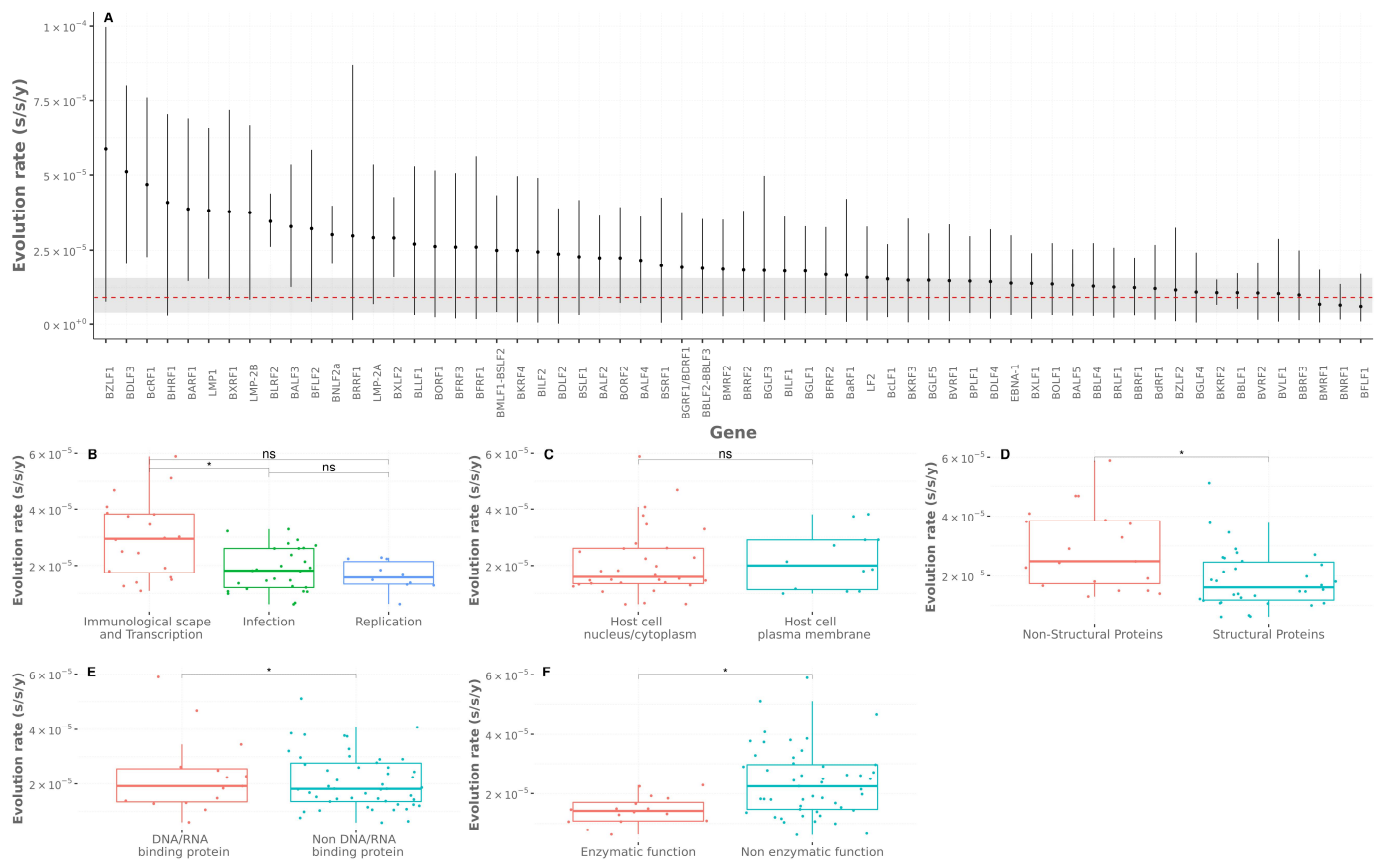 A
Evolution rate (s/s/y)
1 × 10⁻⁴
7.5 × 10⁻⁵
5 × 10⁻⁵
2.5 × 10⁻⁵
0 × 10⁺⁰
BZLF1 BDLF3 BcRF1 BHRF1 BARF1 LMP1 BXRF1 LMP-2B BLRF2 BALF3 BFLF2 BNLF2a BRRF1 LMP-2A BXLF2 BLLF1 BORF1 BFRF3 BFRF1 BMLF1-BSLF2 BKRF4 BILF2 BDLF2 BSLF1 BALF2 BORF2 BALF4 BSRF1 BGRF1/BDRF1 BBLF2-BBLF3 BMRF2 BRRF2 BGLF3 BILF1 BGLF1 BFRF2 BaRF1 LF2 BcLF1 BKRF3 BGLF5 BVRF1 BPLF1 BDLF4 EBNA-1 BXLF1 BOLF1 BALF5 BBLF4 BRLF1 BBRF1 BdRF1 BZLF2 BGLF4 BKRF2 BBLF1 BVRF2 BVLF1 BBRF3 BMRF1 BNRF1 BFLF1
Gene
B
Evolution rate (s/s/y)
6 × 10⁻⁵
4 × 10⁻⁵
2 × 10⁻⁵
ns
*
ns
Immunological scape
and Transcription
Infection
Replication
C
Evolution rate (s/s/y)
6 × 10⁻⁵
4 × 10⁻⁵
2 × 10⁻⁵
ns
Host cell
nucleus/cytoplasm
Host cell
plasma membrane
D
Evolution rate (s/s/y)
6 × 10⁻⁵
4 × 10⁻⁵
2 × 10 ⁵
*
Non-Structural Proteins
Structural Proteins
E
Evolution rate (s/s/y)
6 × 10⁻⁵
4 × 10 ⁵
2 × 10⁻⁵
*
DNA/RNA
binding protein
Non DNA/RNA
binding protein
F
Evolution rate (s/s/y)
6 × 10⁻⁵
4 × 10⁻⁵
2 × 10⁻⁵
*
Enzymatic function
Non enzymatic function